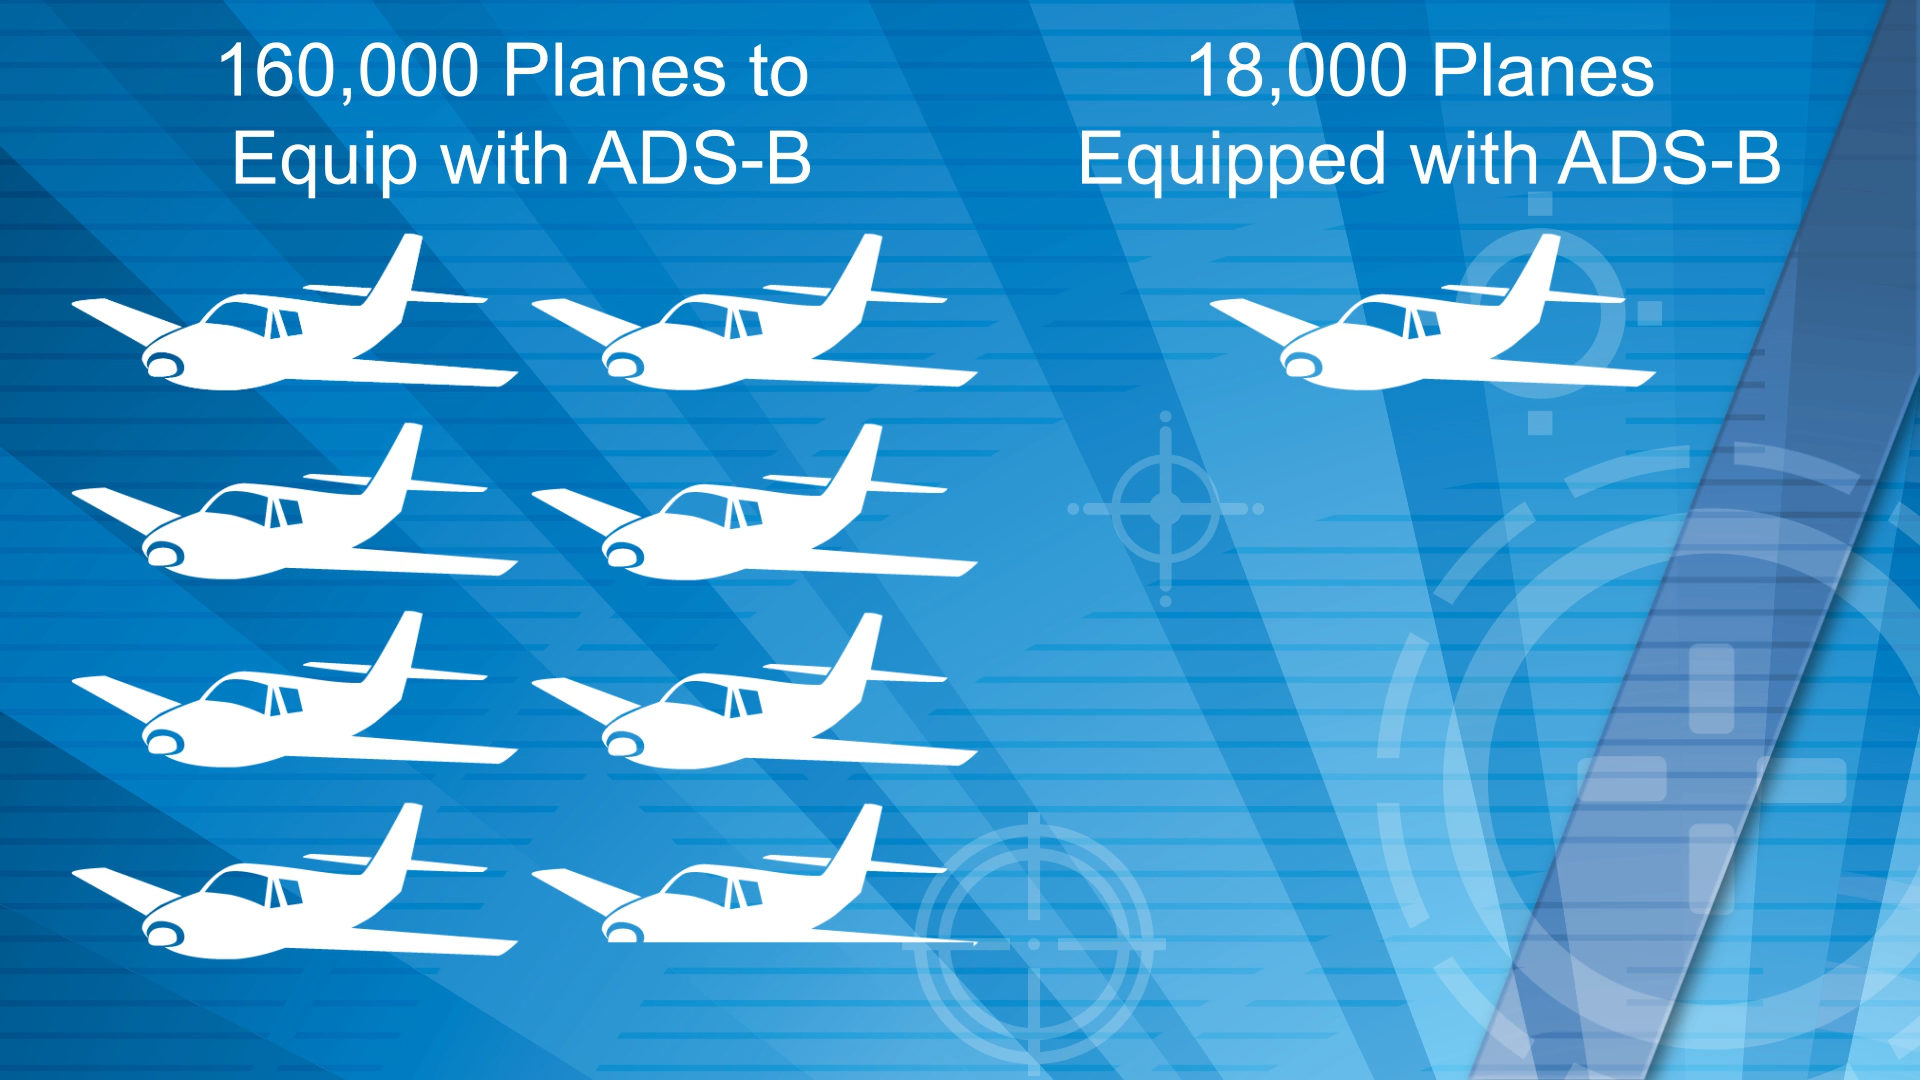 160,000 Planes to
Equip with ADS-B
18,000 Planes
Equipped with ADS-B